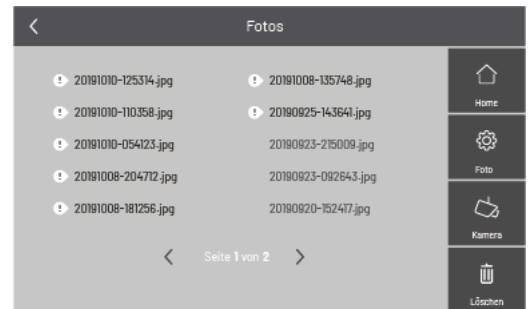 Fotos
20191010-125314.jpg
20191010-110358.jpg
20191010-054123.jpg
20191008-204712.jpg
20191008-181256.jpg
20191008-135748.jpg
20190925-143641.jpg
20190923-215009.jpg
20190923-092643.jpg
20190920-152417.jpg
Seite 1 von 2
Home
Foto
Kamera
Löschen